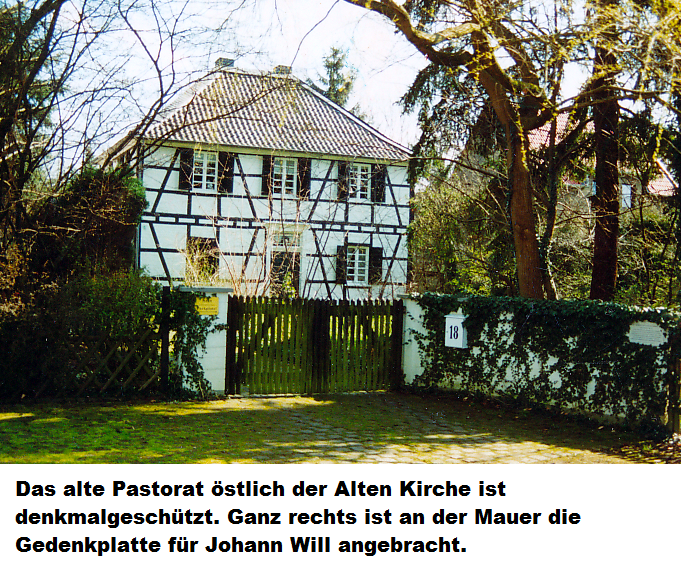 18
Das alte Pastorat östlich der Alten Kirche ist
denkmalgeschützt. Ganz rechts ist an der Mauer die
Gedenkplatte für Johann Will angebracht.